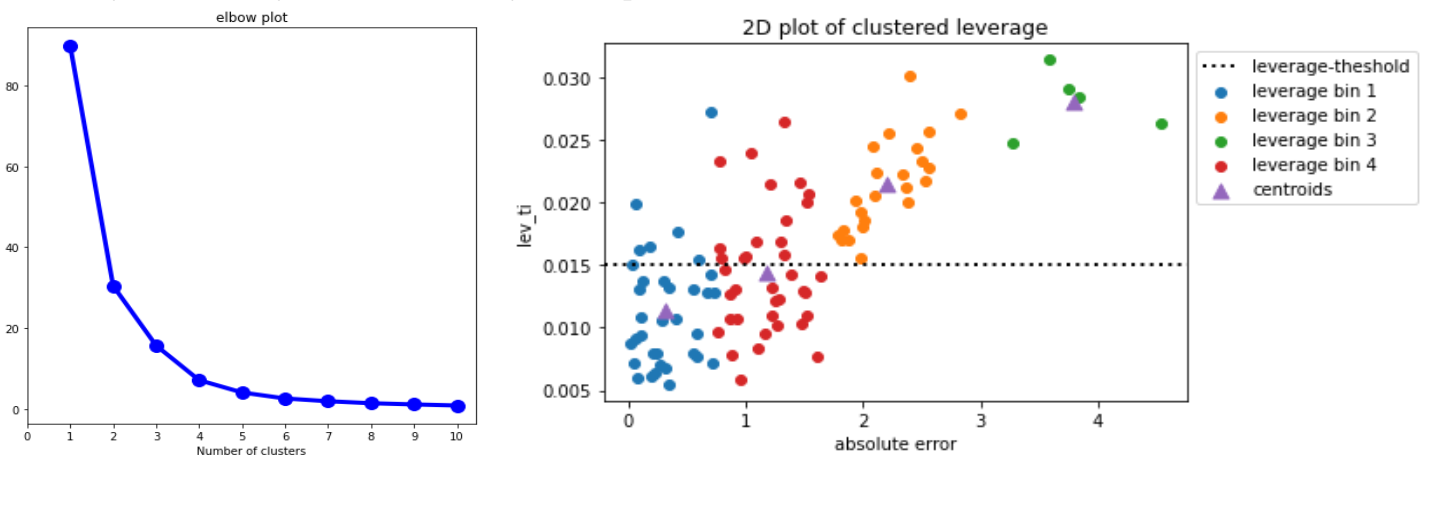 elbow plot
80
60
40
20
0
0 1 2 3 4 5 6 7 8 9 10
Number of clusters
2D plot of clustered leverage
lev_ti
0.030
0.025
0.020
0.015
0.010
0.005
0 1 2 3 4
absolute error
leverage-theshold
leverage bin 1
leverage bin 2
leverage bin 3
leverage bin 4
centroids